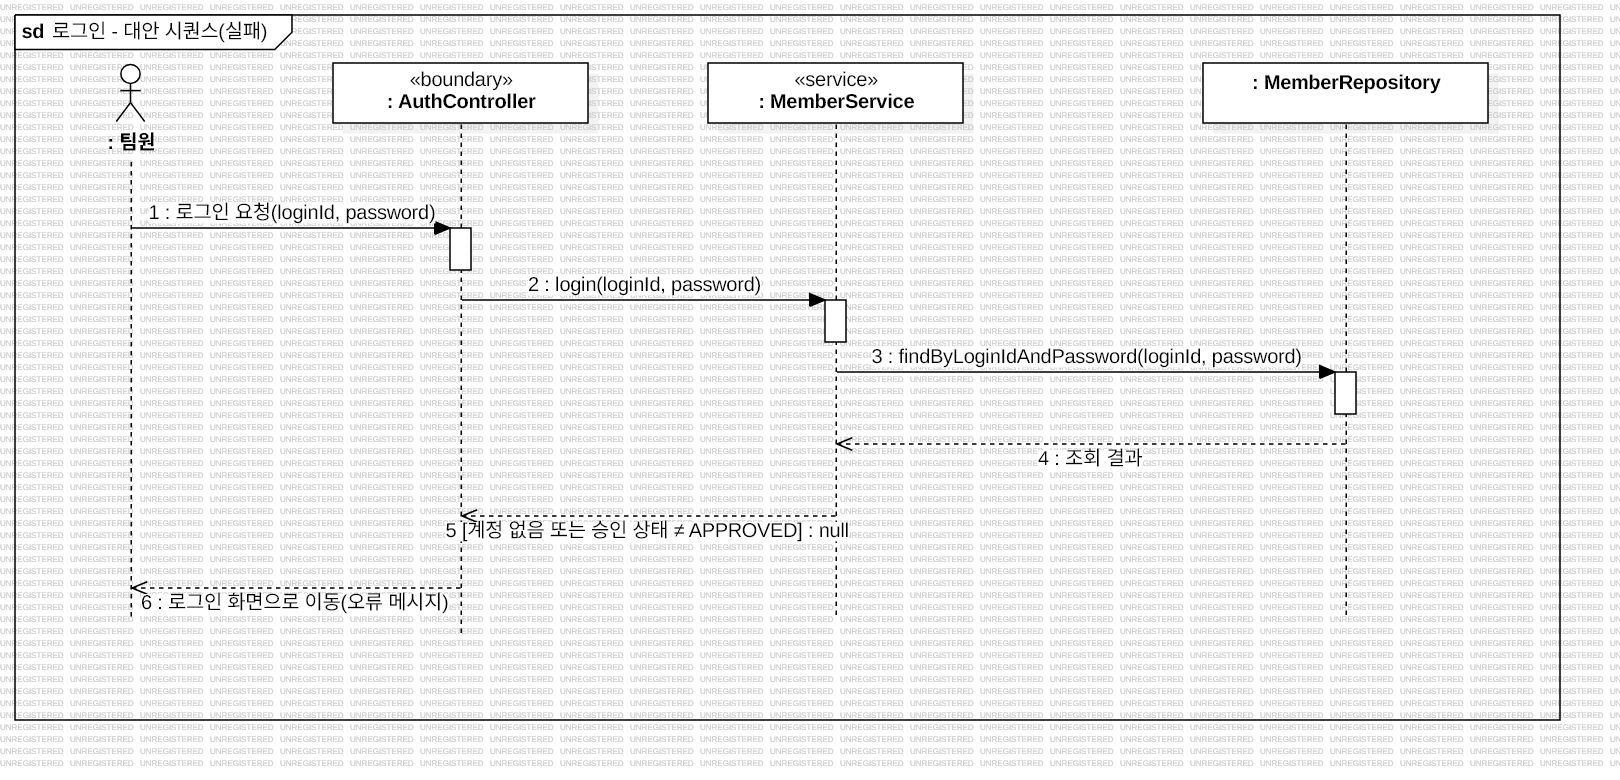 sd 로그인 - 대안 시퀀스(실패)
: 팀원
«boundary»
: AuthController
«service»
: MemberService
: MemberRepository
1 : 로그인 요청(loginId, password)
2 : login(loginId, password)
3 : findByLoginIdAndPassword(loginId, password)
4 : 조회 결과
5 [계정 없음 또는 승인 상태 ≠ APPROVED] : null
6 : 로그인 화면으로 이동(오류 메시지)
UNREGISTERED